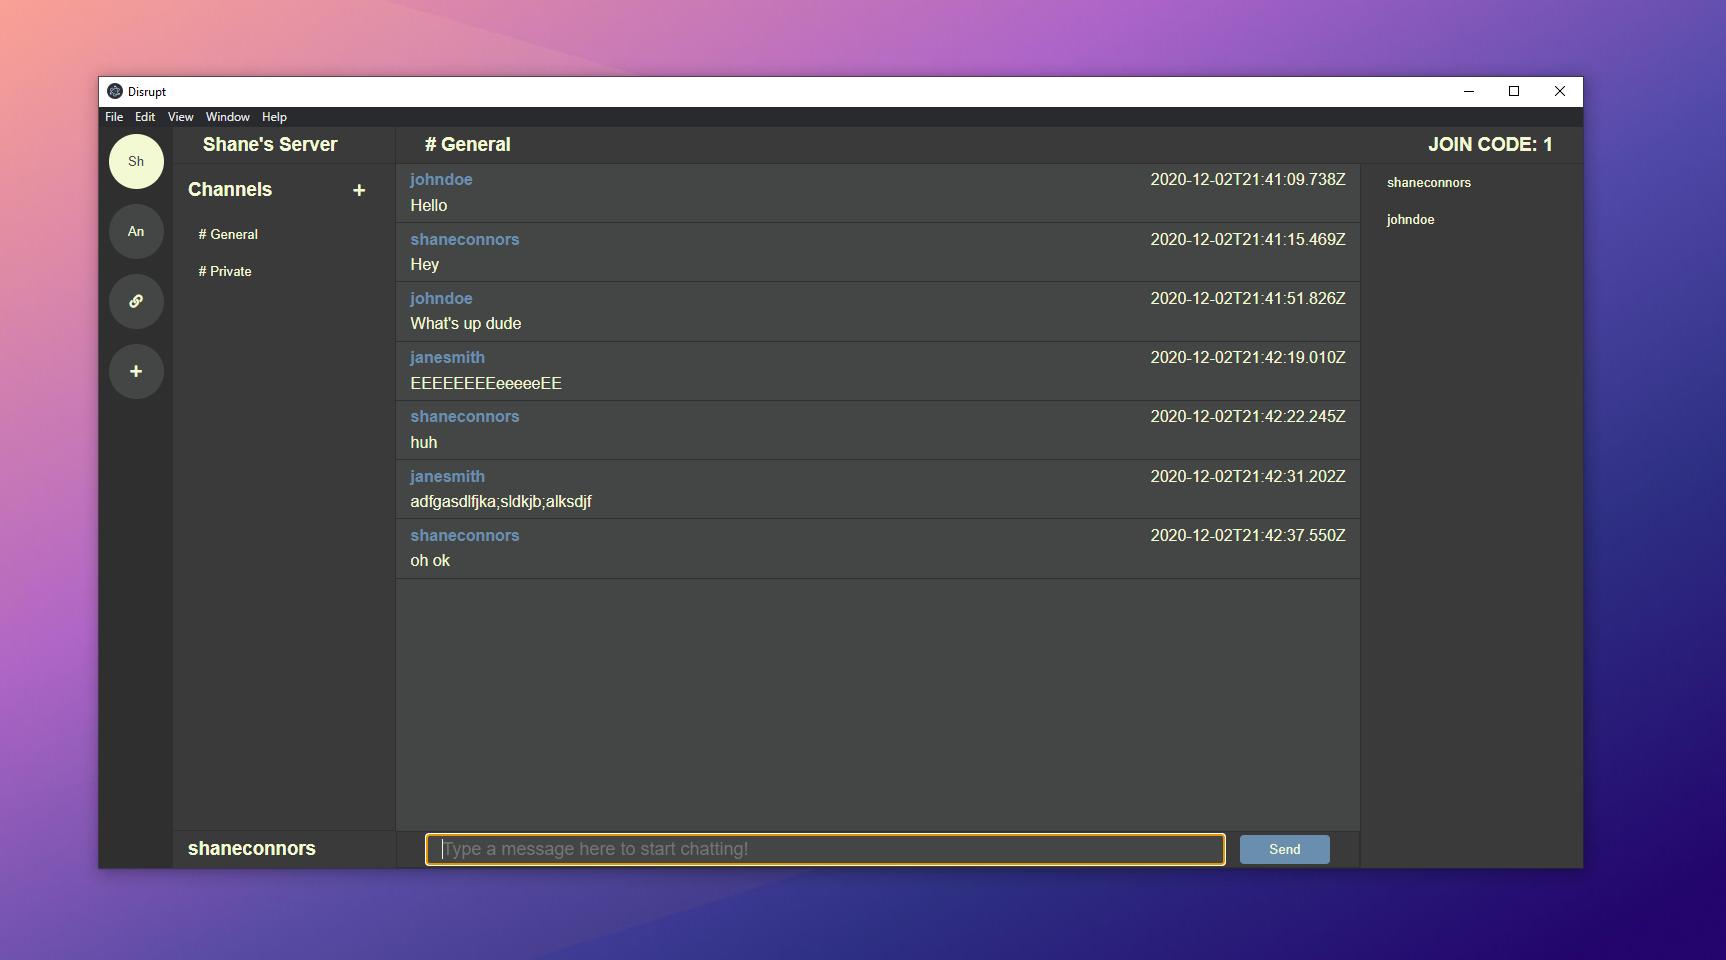 Disrupt
File Edit View Window Help
Sh
An
Shane's Server
Channels +
# General
# Private
shaneconnors
# General
JOIN CODE: 1
johndoe 2020-12-02T21:41:09.738Z
Hello
shaneconnors 2020-12-02T21:41:15.469Z
Hey
johndoe 2020-12-02T21:41:51.826Z
What's up dude
janesmith 2020-12-02T21:42:19.010Z
EEEEEEEEeeeeeEE
shaneconnors 2020-12-02T21:42:22.245Z
huh
janesmith 2020-12-02T21:42:31.202Z
adfgasdlfjka;sldkjb;alksdjf
shaneconnors 2020-12-02T21:42:37.550Z
oh ok
Type a message here to start chatting!
Send
shaneconnors
johndoe